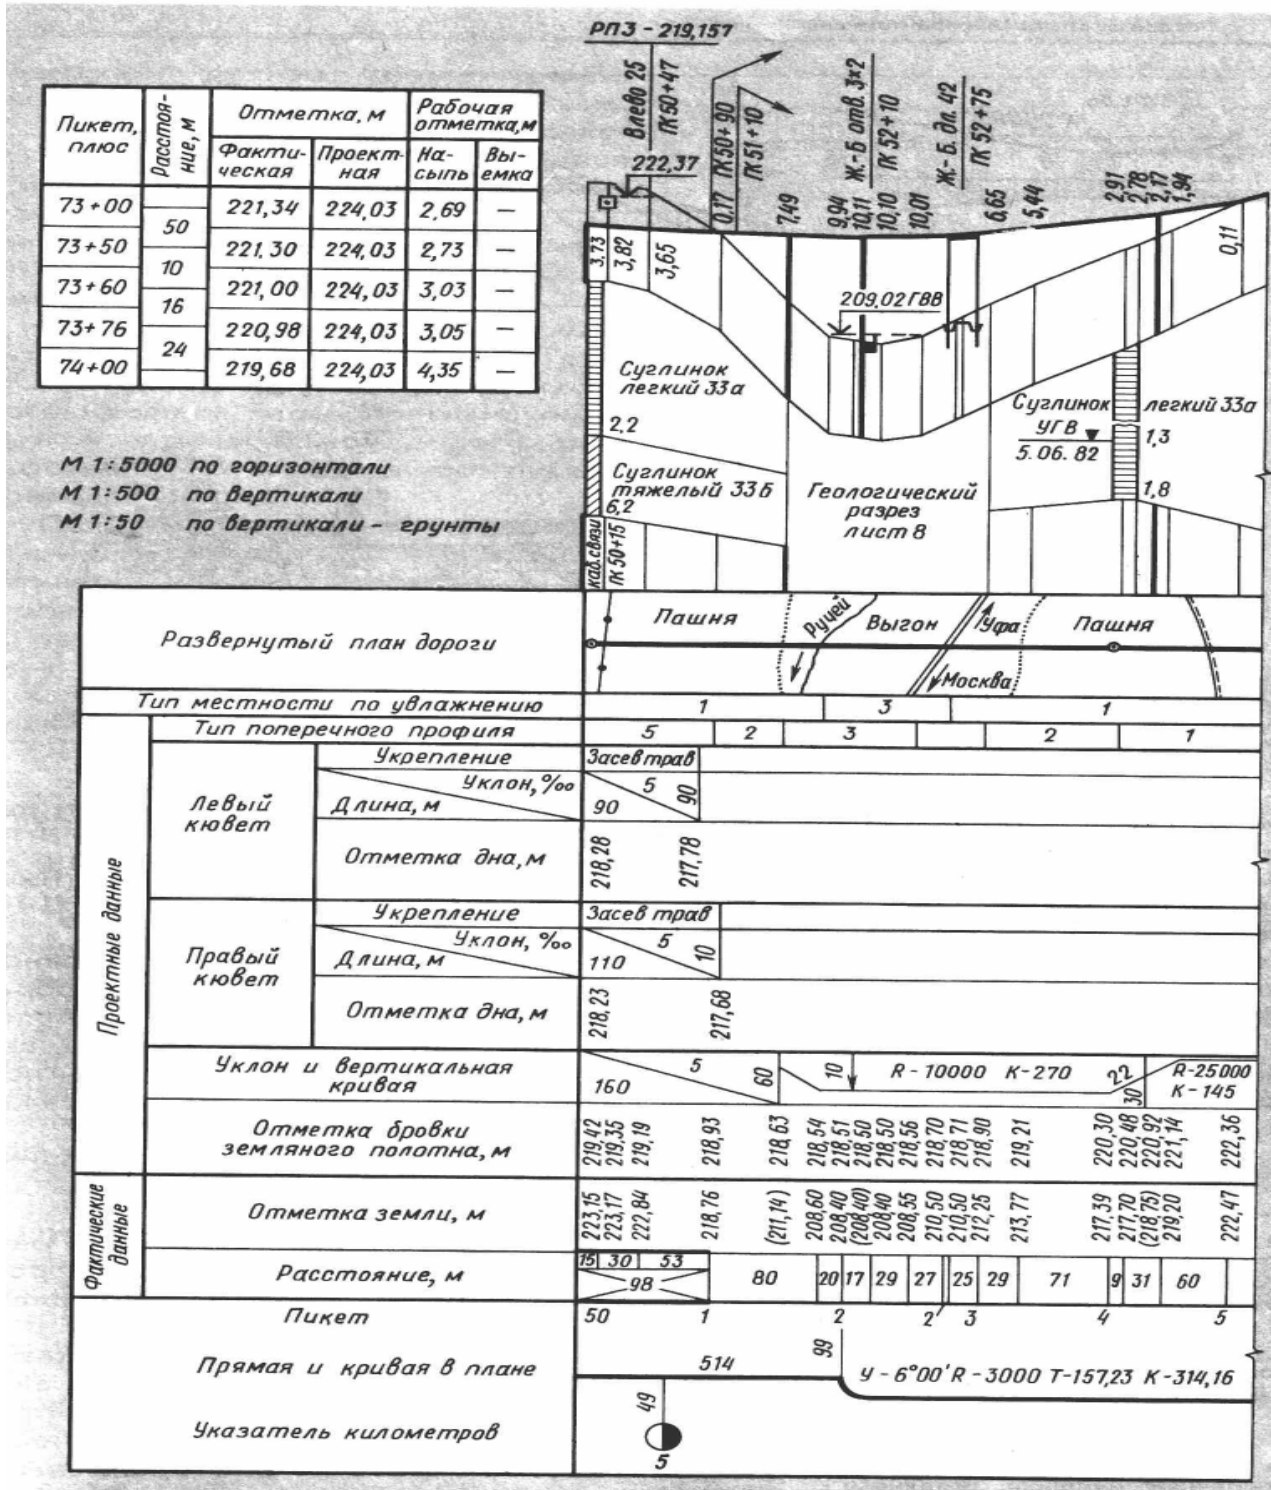 РПЗ - 219,157
Влево 25
ПК 50+47
222,37
ПК 50+90
ПК 51+10
0,17
7,49
9,94
10,11
Ж.-Б отв. 3×2
ПК 52+10
10,10
10,01
Ж.-Б. дл. 42
ПК 52+75
6,65
5,44
2,91
2,78
2,17
1,94
0,11
3,73
3,82
3,65
209,02 ГВВ
Пикет, плюс
Расстоя-
ние, м
Отметка, м
Рабочая
отметка, м
Факти-
ческая
Проект-
ная
На-
сыпь
Вы-
емка
73+00 221,34 224,03 2,69 —
50
73+50 221,30 224,03 2,73 —
10
73+60 221,00 224,03 3,03 —
16
73+76 220,98 224,03 3,05 —
24
74+00 219,68 224,03 4,35 —
М 1:5000 по горизонтали
М 1:500 по вертикали
М 1:50 по вертикали - грунты
Суглинок
легкий 33а
2,2
Суглинок
тяжелый 33б
6,2
каб.связи
ПК 50+15
Геологический
разрез
лист 8
Суглинок легкий 33а
УГВ
5.06.82
1,3
1,8
Развернутый план дороги
Пашня Ручей Выгон Уфа Москва Пашня
Тип местности по увлажнению 1 3 1
Проектные данные
Тип поперечного профиля 5 2 3 2 1
Левый
кювет
Укрепление Засев трав
Уклон, ‰ 5 90
Длина, м 90
Отметка дна, м 218,28 217,78
Правый
кювет
Укрепление Засев трав
Уклон, ‰ 5 10
Длина, м 110
Отметка дна, м 218,23 217,68
Уклон и вертикальная
кривая
160 5 60 10 R - 10000 К-270 22 30 R-25000
К-145
Отметка бровки
земляного полотна, м
219,42 219,35 219,19 218,93 218,63 218,54 218,51 218,50 218,50 218,56 218,70 218,71 218,90 219,21 220,30 220,48 220,92 221,14 222,36
Фактические
данные
Отметка земли, м 223,15 223,17 222,84 218,76 (211,14) 208,60 208,40 (208,40) 208,40 208,55 210,50 210,50 212,25 213,77 217,39 217,70 (218,75) 219,20 222,47
Расстояние, м 15 30 53 98 80 20 17 29 27 25 29 71 9 31 60
Пикет 50 1 2 2' 3 4 5
Прямая и кривая в плане 514 99 У - 6°00' R - 3000 Т-157,23 К-314,16
Указатель километров 49
5